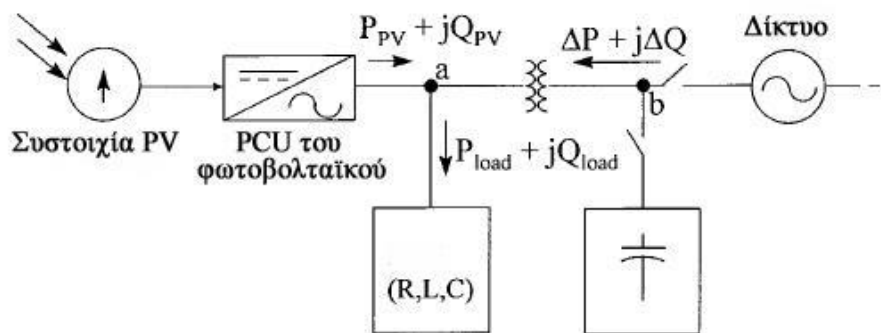 P_PV + jQ_PV
ΔP + jΔQ
Δίκτυο
a
b
Συστοιχία PV
PCU του
φωτοβολταϊκού
P_load + jQ_load
(R,L,C)